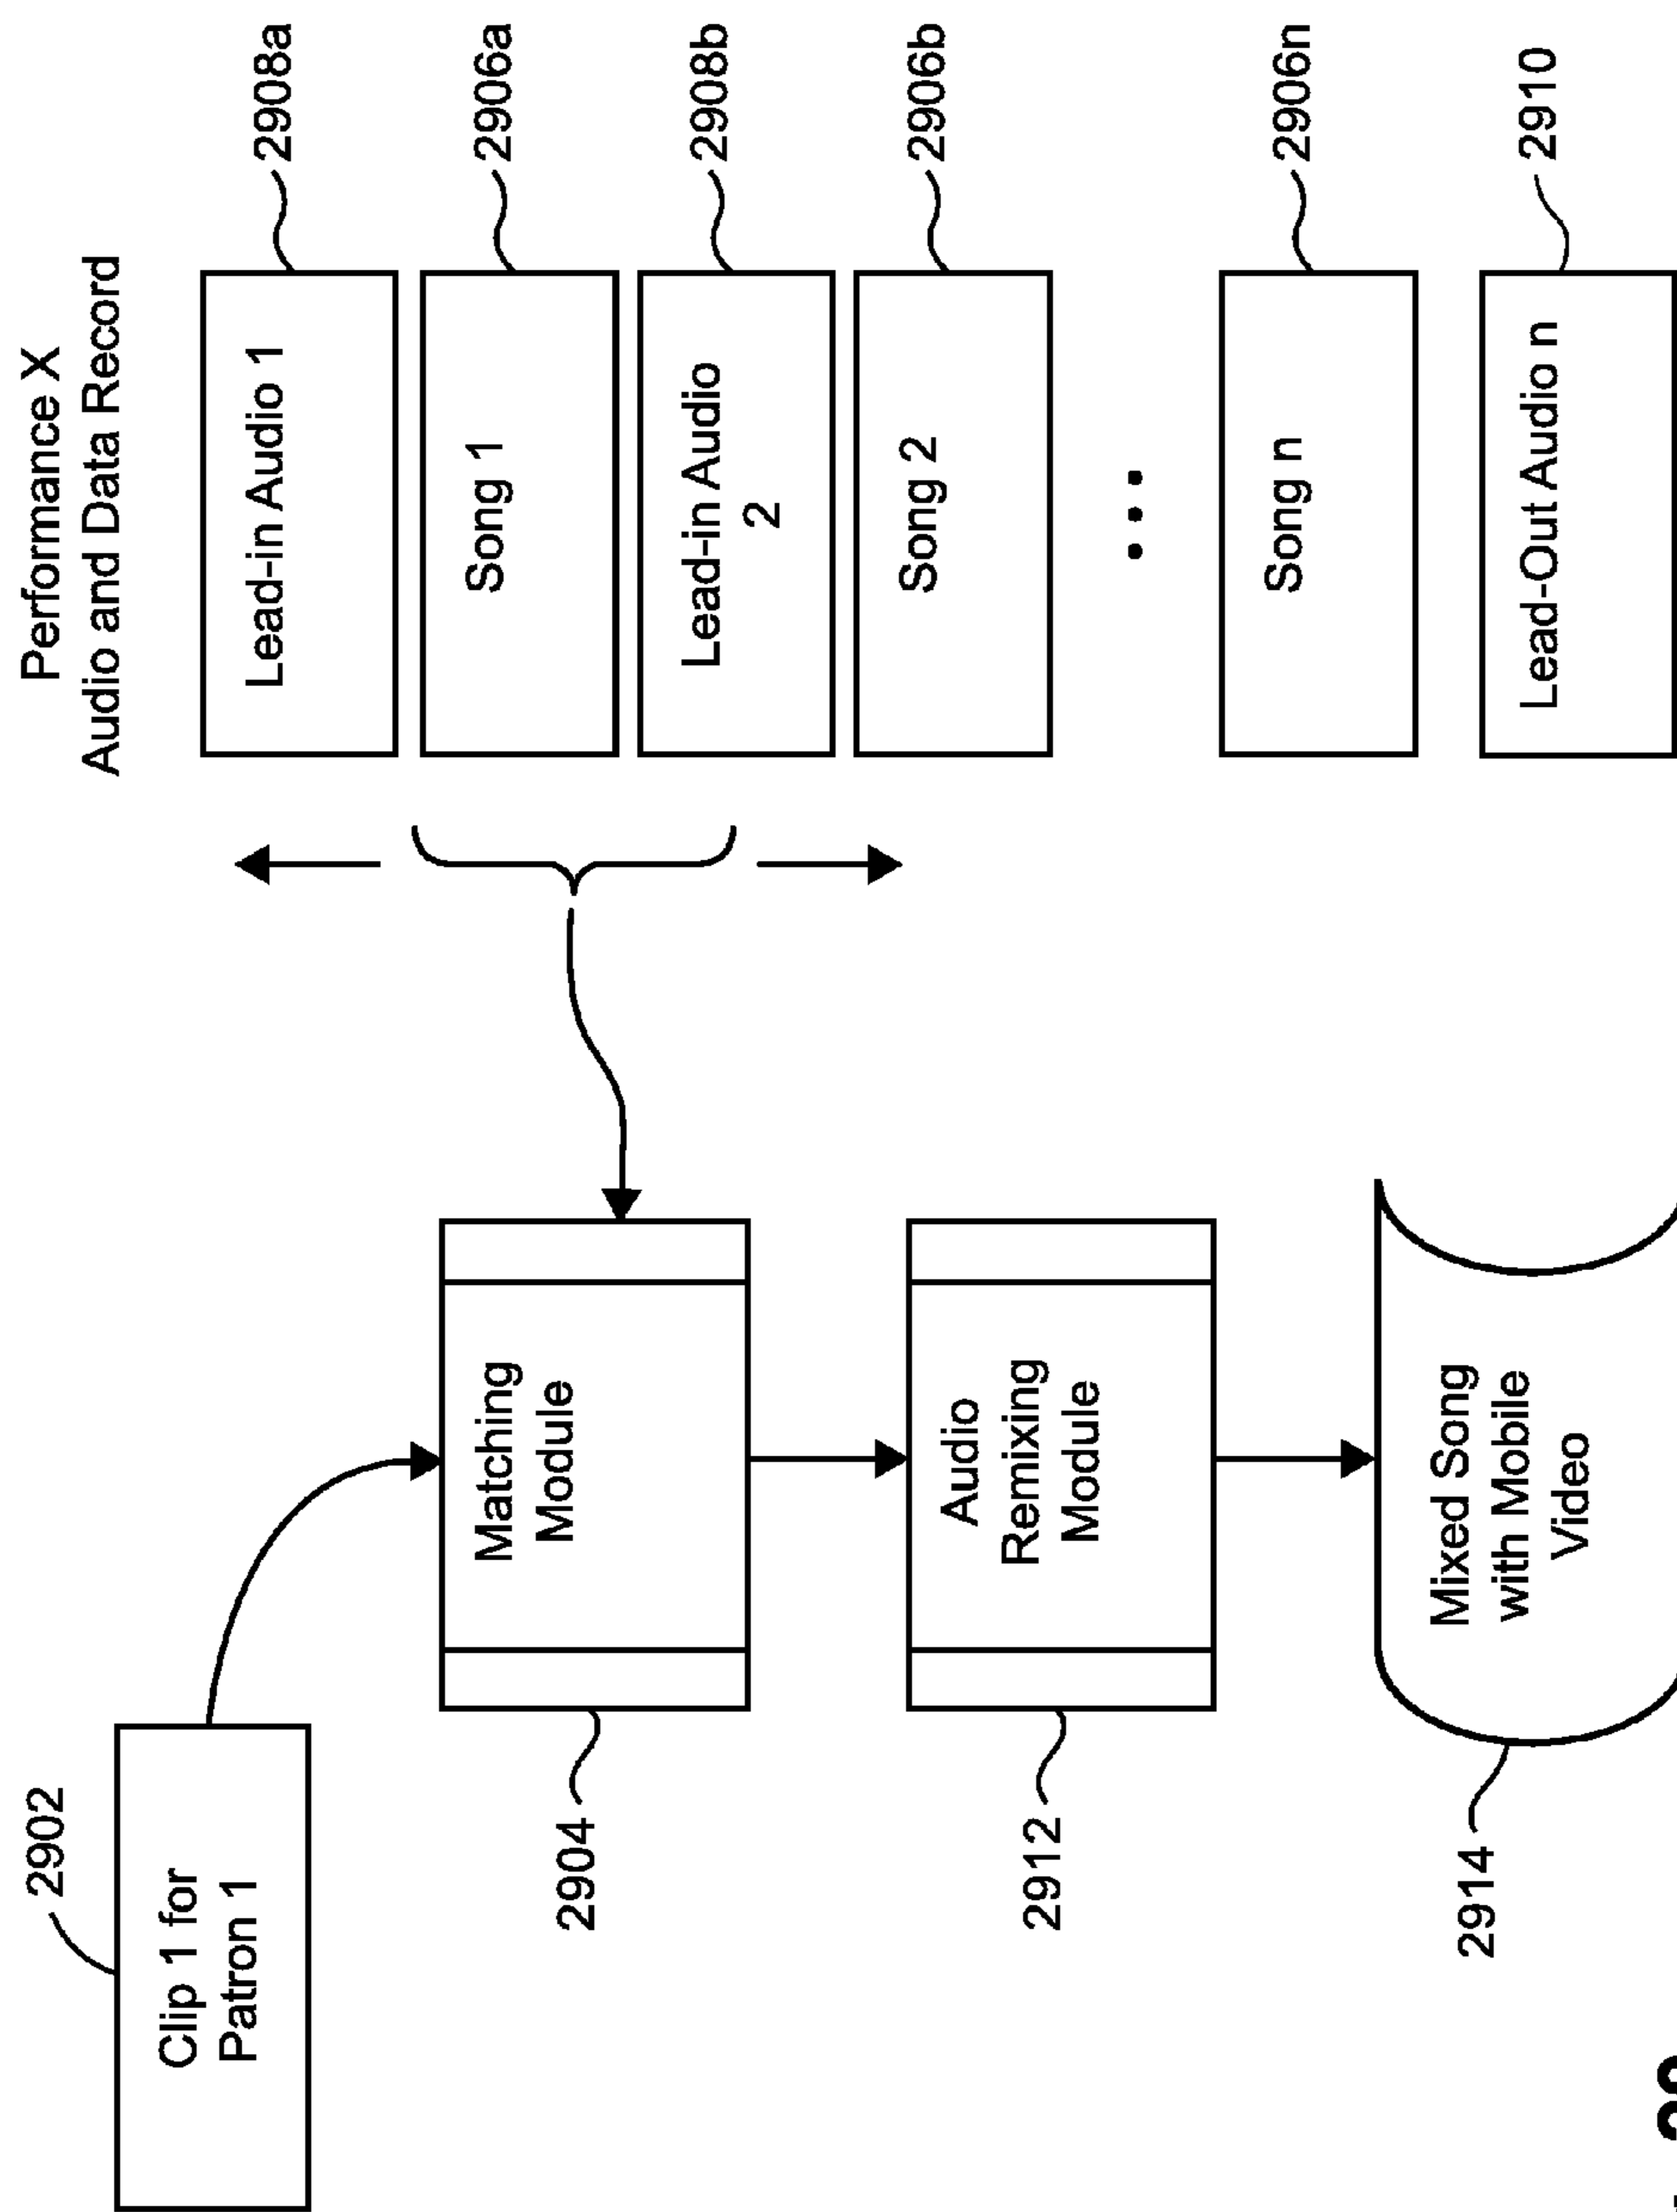 Performance X
Audio and Data Record
2902
Clip 1 for
Patron 1
Lead-in Audio 1
2908a
Song 1
2906a
Lead-in Audio
2
2908b
Song 2
2906b
...
Song n
2906n
Lead-Out Audio n
2910
Matching
Module
2904
Audio
Remixing
Module
2912
Mixed Song
with Mobile
Video
2914